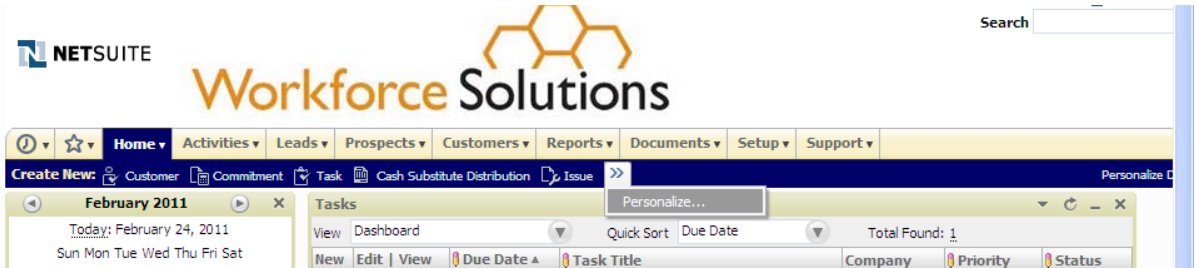 Search
NETSUITE
Workforce Solutions
Home Activities Leads Prospects Customers Reports Documents Setup Support
Create New: Customer Commitment Task Cash Substitute Distribution Issue Personalize D
Personalize...
February 2011 Tasks
Today: February 24, 2011 View Dashboard Quick Sort Due Date Total Found: 1
Sun Mon Tue Wed Thu Fri Sat
New Edit | View Due Date Task Title Company Priority Status